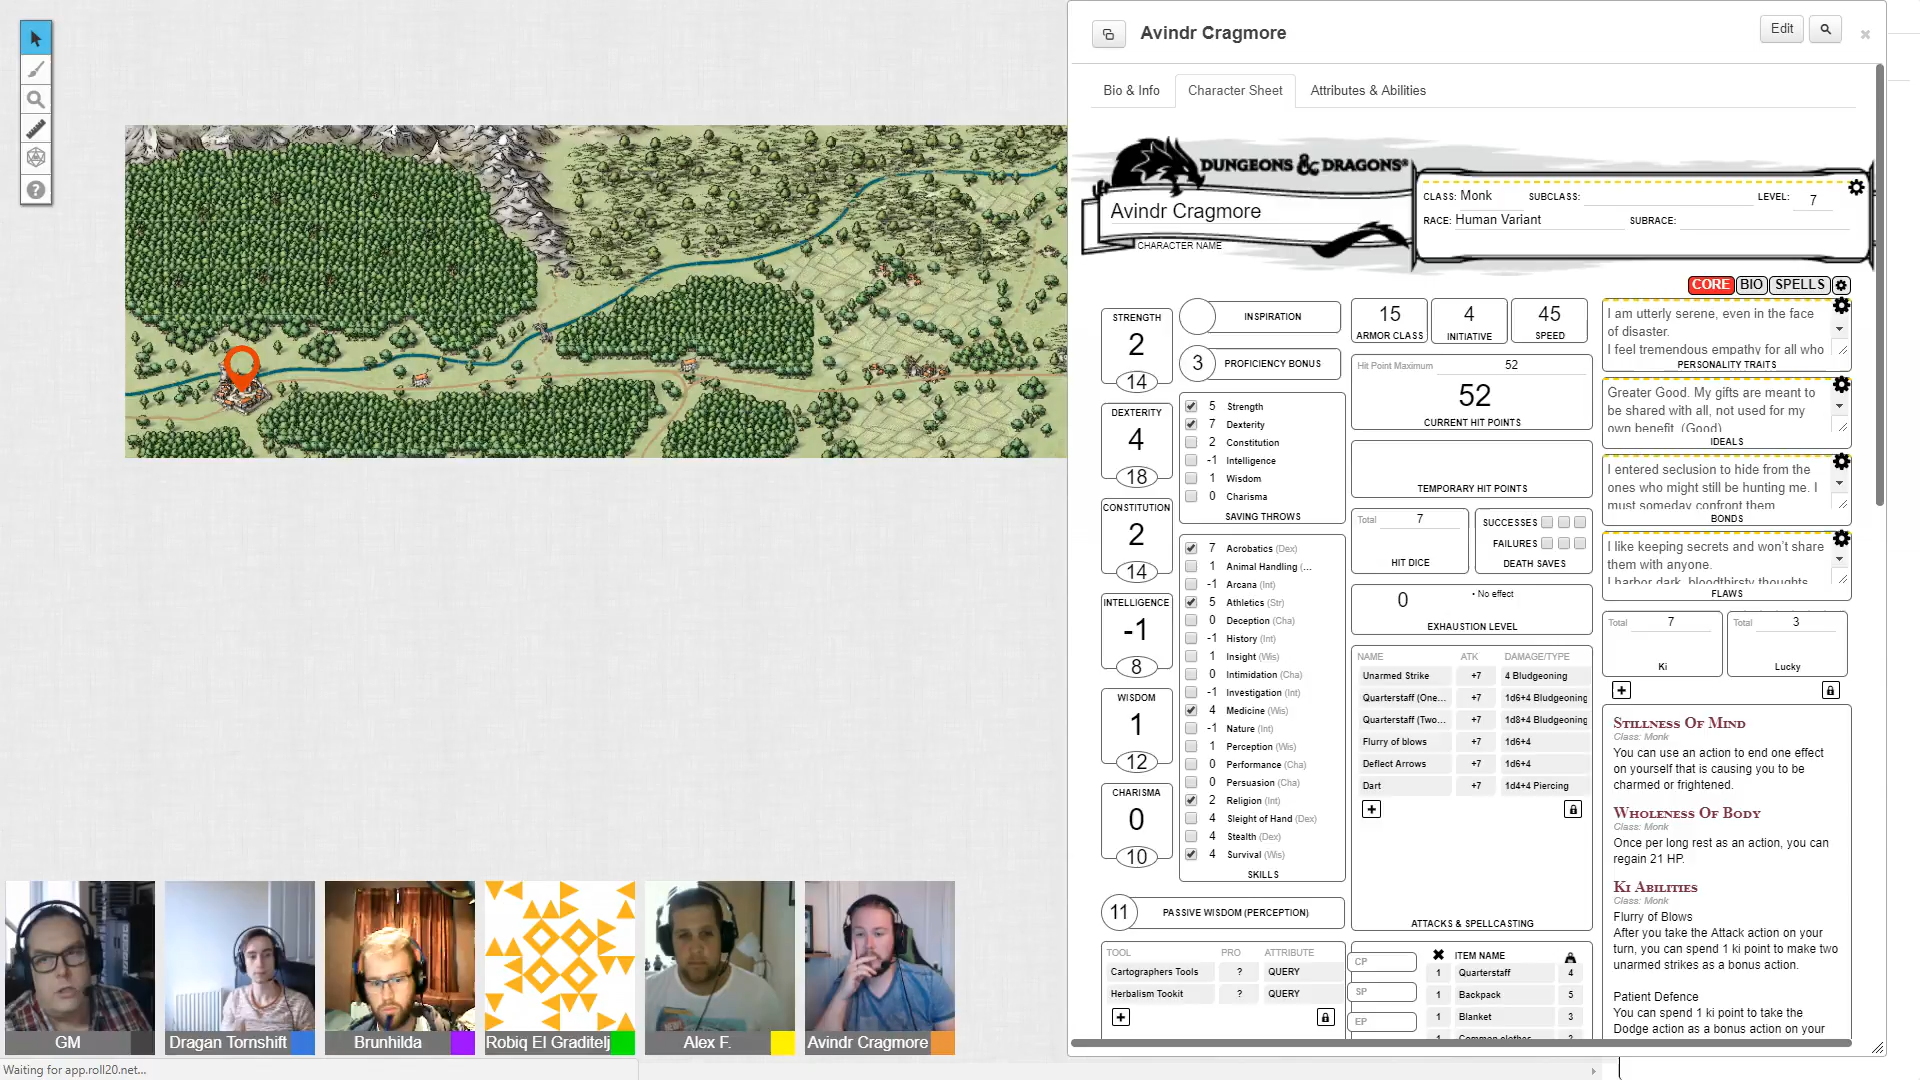 Avindr Cragmore
Edit
Bio & Info
Character Sheet
Attributes & Abilities
DUNGEONS & DRAGONS®
Avindr Cragmore
CHARACTER NAME
CLASS: Monk SUBCLASS: LEVEL: 7
RACE: Human Variant SUBRACE:
CORE BIO SPELLS
STRENGTH
2
14
DEXTERITY
4
18
CONSTITUTION
2
14
INTELLIGENCE
-1
8
WISDOM
1
12
CHARISMA
0
10
INSPIRATION
3 PROFICIENCY BONUS
5 Strength
7 Dexterity
2 Constitution
-1 Intelligence
1 Wisdom
0 Charisma
SAVING THROWS
7 Acrobatics (Dex)
1 Animal Handling (...
-1 Arcana (Int)
5 Athletics (Str)
0 Deception (Cha)
-1 History (Int)
1 Insight (Wis)
0 Intimidation (Cha)
-1 Investigation (Int)
4 Medicine (Wis)
-1 Nature (Int)
1 Perception (Wis)
0 Performance (Cha)
0 Persuasion (Cha)
2 Religion (Int)
4 Sleight of Hand (Dex)
4 Stealth (Dex)
4 Survival (Wis)
SKILLS
11 PASSIVE WISDOM (PERCEPTION)
TOOL PRO ATTRIBUTE
Cartographers Tools ? QUERY
Herbalism Tookit ? QUERY
15
ARMOR CLASS
4
INITIATIVE
45
SPEED
Hit Point Maximum 52
52
CURRENT HIT POINTS
TEMPORARY HIT POINTS
Total 7
HIT DICE
SUCCESSES
FAILURES
DEATH SAVES
0 • No effect
EXHAUSTION LEVEL
NAME ATK DAMAGE/TYPE
Unarmed Strike +7 4 Bludgeoning
Quarterstaff (One... +7 1d6+4 Bludgeoning
Quarterstaff (Two... +7 1d8+4 Bludgeoning
Flurry of blows +7 1d6+4
Deflect Arrows +7 1d6+4
Dart +7 1d4+4 Piercing
ATTACKS & SPELLCASTING
CP
SP
EP
ITEM NAME
1 Quarterstaff 4
1 Backpack 5
1 Blanket 3
1 Common clothes
I am utterly serene, even in the face
of disaster.
I feel tremendous empathy for all who
PERSONALITY TRAITS
Greater Good. My gifts are meant to
be shared with all, not used for my
own benefit. (Good)
IDEALS
I entered seclusion to hide from the
ones who might still be hunting me. I
must someday confront them
BONDS
I like keeping secrets and won't share
them with anyone.
I harbor dark, bloodthirsty thoughts
FLAWS
Total 7
Ki
Total 3
Lucky
STILLNESS OF MIND
Class: Monk
You can use an action to end one effect
on yourself that is causing you to be
charmed or frightened.
WHOLENESS OF BODY
Class: Monk
Once per long rest as an action, you can
regain 21 HP.
KI ABILITIES
Class: Monk
Flurry of Blows
After you take the Attack action on your
turn, you can spend 1 ki point to make two
unarmed strikes as a bonus action.
Patient Defence
You can spend 1 ki point to take the
Dodge action as a bonus action on your
GM
Dragan Tornshift
Brunhilda
Robiq El Graditelj
Alex F.
Avindr Cragmore
Waiting for app.roll20.net...